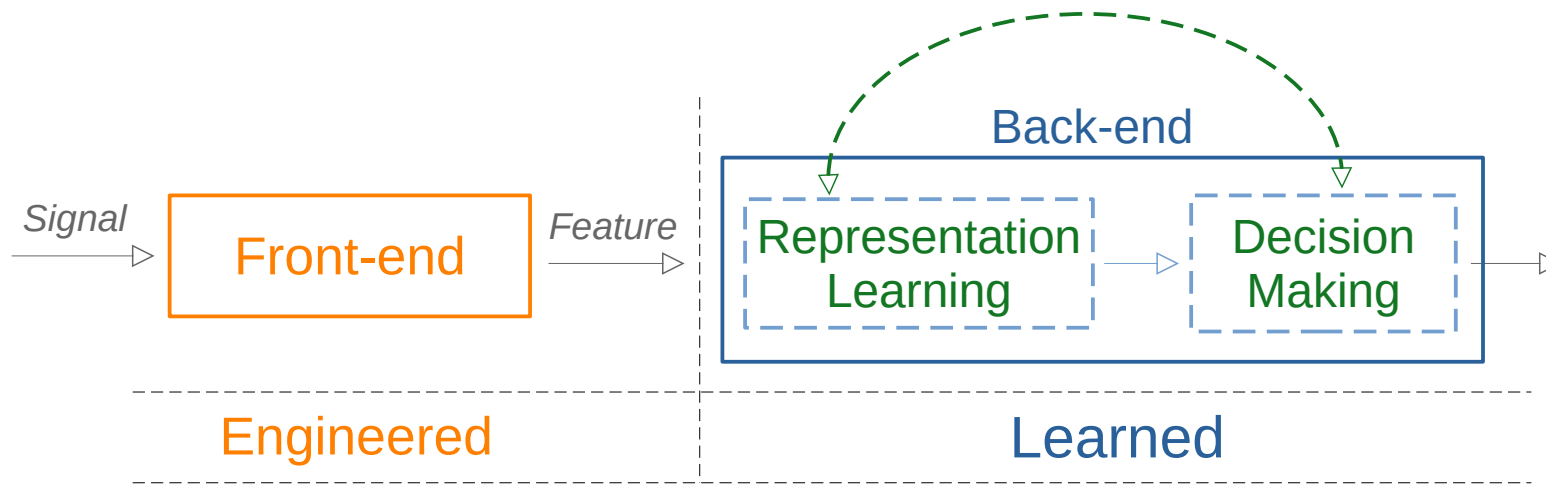 Back-end
Signal
Front-end
Feature
Representation
Learning
Decision
Making
Engineered
Learned